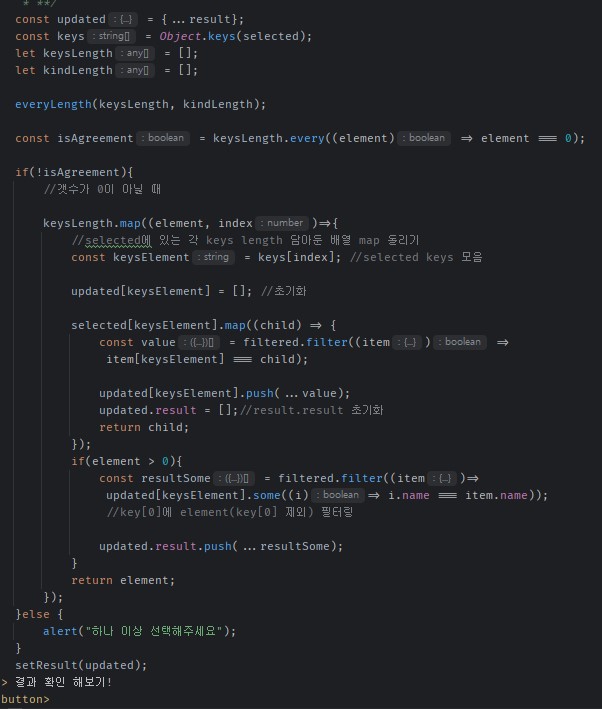 * **/
const updated : {...} = {...result};
const keys : string[] = Object.keys(selected);
let keysLength : any[] = [];
let kindLength : any[] = [];
everyLength(keysLength, kindLength);
const isAgreement : boolean = keysLength.every((element) : boolean => element === 0);
if(!isAgreement){
//갯수가 0이 아닐 때
keysLength.map((element, index : number )=>{
//selected에 있는 각 keys length 담아둔 배열 map 돌리기
const keysElement : string = keys[index]; //selected keys 모음
updated[keysElement] = []; //초기화
selected[keysElement].map((child) => {
const value : ({...})[] = filtered.filter((item : {...} ) : boolean =>
item[keysElement] === child);
updated[keysElement].push(...value);
updated.result = [];//result.result 초기화
return child;
});
if(element > 0){
const resultSome : ({...})[] = filtered.filter((item : {...} )=>
updated[keysElement].some((i) : boolean => i.name === item.name));
//key[0]에 element(key[0] 제외) 필터링
updated.result.push(...resultSome);
}
return element;
});
}else {
alert("하나 이상 선택해주세요");
}
setResult(updated);
> 결과 확인 해보기!
button>